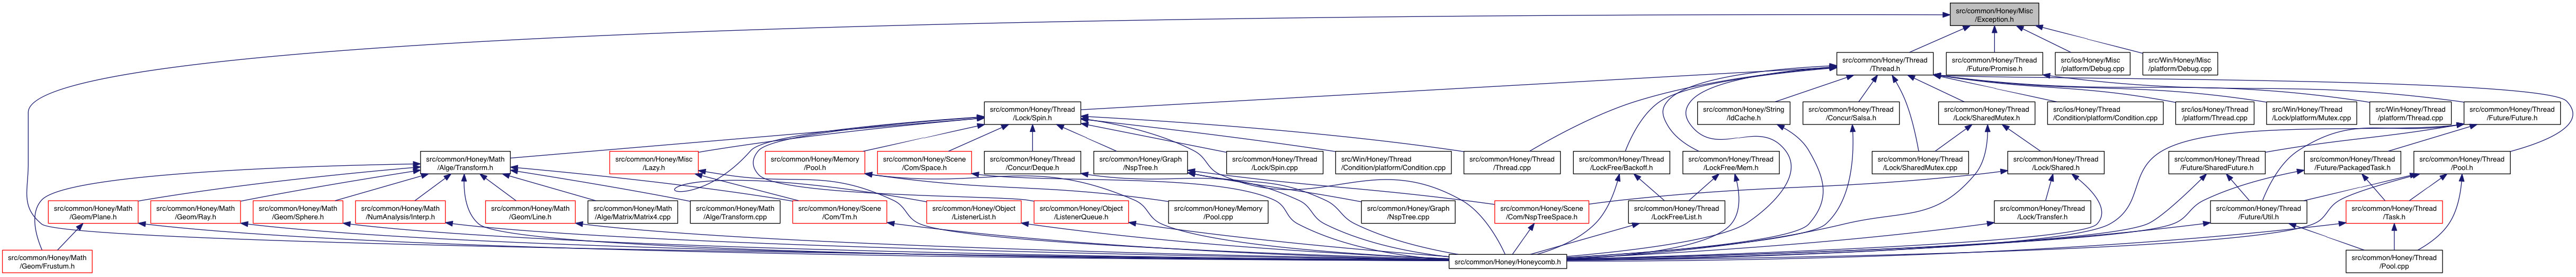 src/common/Honey/Misc
/Exception.h
src/common/Honey/Thread
/Thread.h
src/common/Honey/Thread
/Future/Promise.h
src/ios/Honey/Misc
/platform/Debug.cpp
src/Win/Honey/Misc
/platform/Debug.cpp
src/common/Honey/Thread
/Lock/Spin.h
src/common/Honey/String
/IdCache.h
src/common/Honey/Thread
/Concur/Salsa.h
src/common/Honey/Thread
/Lock/SharedMutex.h
src/ios/Honey/Thread
/Condition/platform/Condition.cpp
src/ios/Honey/Thread
/platform/Thread.cpp
src/Win/Honey/Thread
/Lock/platform/Mutex.cpp
src/Win/Honey/Thread
/platform/Thread.cpp
src/common/Honey/Thread
/Future/Future.h
src/common/Honey/Math
/Alge/Transform.h
src/common/Honey/Misc
/Lazy.h
src/common/Honey/Memory
/Pool.h
src/common/Honey/Scene
/Com/Space.h
src/common/Honey/Thread
/Concur/Deque.h
src/common/Honey/Graph
/NspTree.h
src/common/Honey/Thread
/Lock/Spin.cpp
src/Win/Honey/Thread
/Condition/platform/Condition.cpp
src/common/Honey/Thread
/Thread.cpp
src/common/Honey/Thread
/LockFree/Backoff.h
src/common/Honey/Thread
/LockFree/Mem.h
src/common/Honey/Thread
/Lock/SharedMutex.cpp
src/common/Honey/Thread
/Lock/Shared.h
src/common/Honey/Thread
/Future/SharedFuture.h
src/common/Honey/Thread
/Future/PackagedTask.h
src/common/Honey/Thread
/Pool.h
src/common/Honey/Math
/Geom/Plane.h
src/common/Honey/Math
/Geom/Ray.h
src/common/Honey/Math
/Geom/Sphere.h
src/common/Honey/Math
/NumAnalysis/Interp.h
src/common/Honey/Math
/Geom/Line.h
src/common/Honey/Math
/Alge/Matrix/Matrix4.cpp
src/common/Honey/Math
/Alge/Transform.cpp
src/common/Honey/Scene
/Com/Tm.h
src/common/Honey/Object
/ListenerList.h
src/common/Honey/Object
/ListenerQueue.h
src/common/Honey/Memory
/Pool.cpp
src/common/Honey/Graph
/NspTree.cpp
src/common/Honey/Scene
/Com/NspTreeSpace.h
src/common/Honey/Thread
/LockFree/List.h
src/common/Honey/Thread
/Lock/Transfer.h
src/common/Honey/Thread
/Future/Util.h
src/common/Honey/Thread
/Task.h
src/common/Honey/Math
/Geom/Frustum.h
src/common/Honey/Honeycomb.h
src/common/Honey/Thread
/Pool.cpp